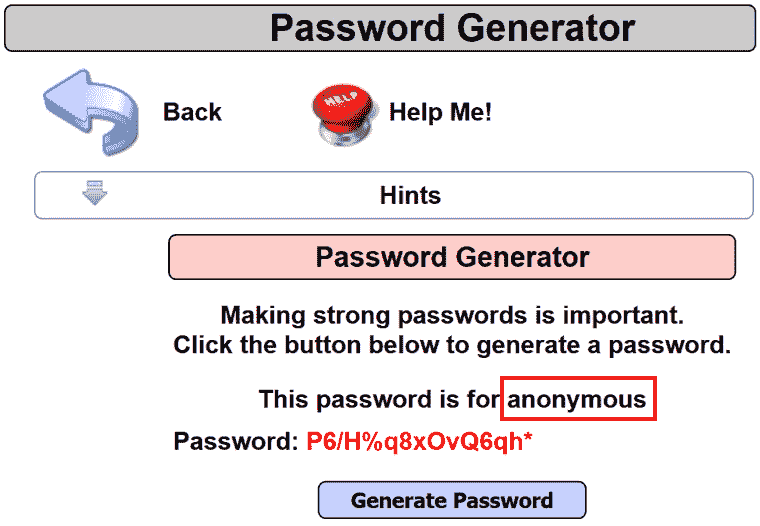 Password Generator
Back
HELP
Help Me!
Hints
Password Generator
Making strong passwords is important.
Click the button below to generate a password.
This password is for anonymous
Password: P6/H%q8xOvQ6qh*
Generate Password